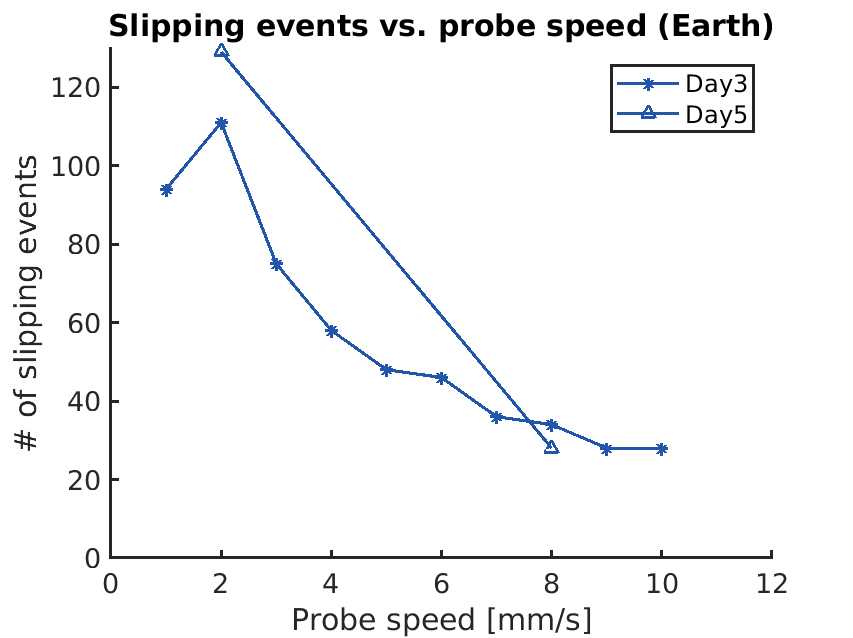 Slipping events vs. probe speed (Earth)
Day3
Day5
# of slipping events
120
100
80
60
40
20
0
0 2 4 6 8 10 12
Probe speed [mm/s]